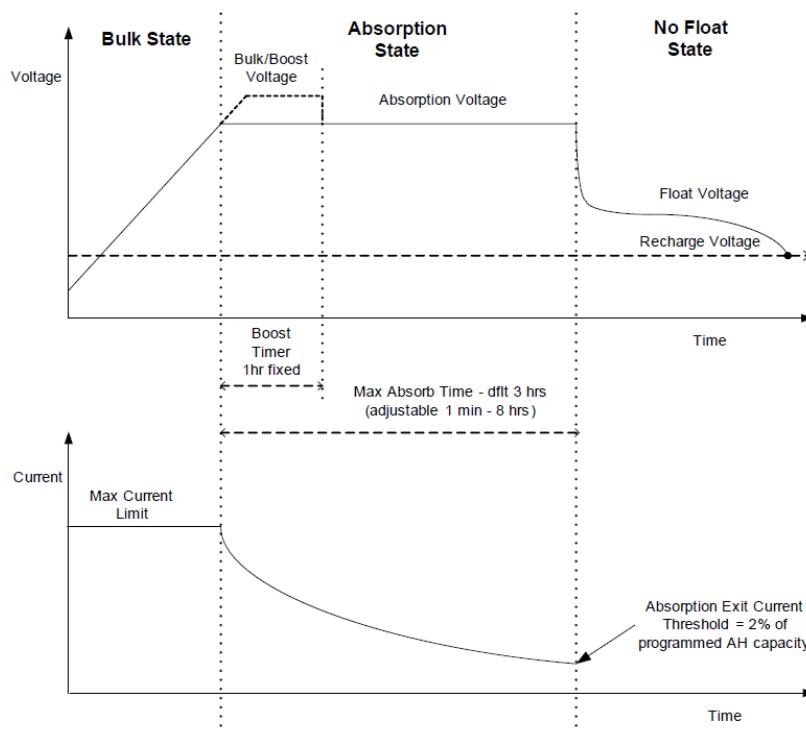 Bulk State
Absorption
State
No Float
State
Voltage
Bulk/Boost
Voltage
Absorption Voltage
Float Voltage
Recharge Voltage
Time
Boost
Timer
1hr fixed
Max Absorb Time - dflt 3 hrs
(adjustable 1 min - 8 hrs)
Current
Max Current
Limit
Absorption Exit Current
Threshold = 2% of
programmed AH capacity
Time